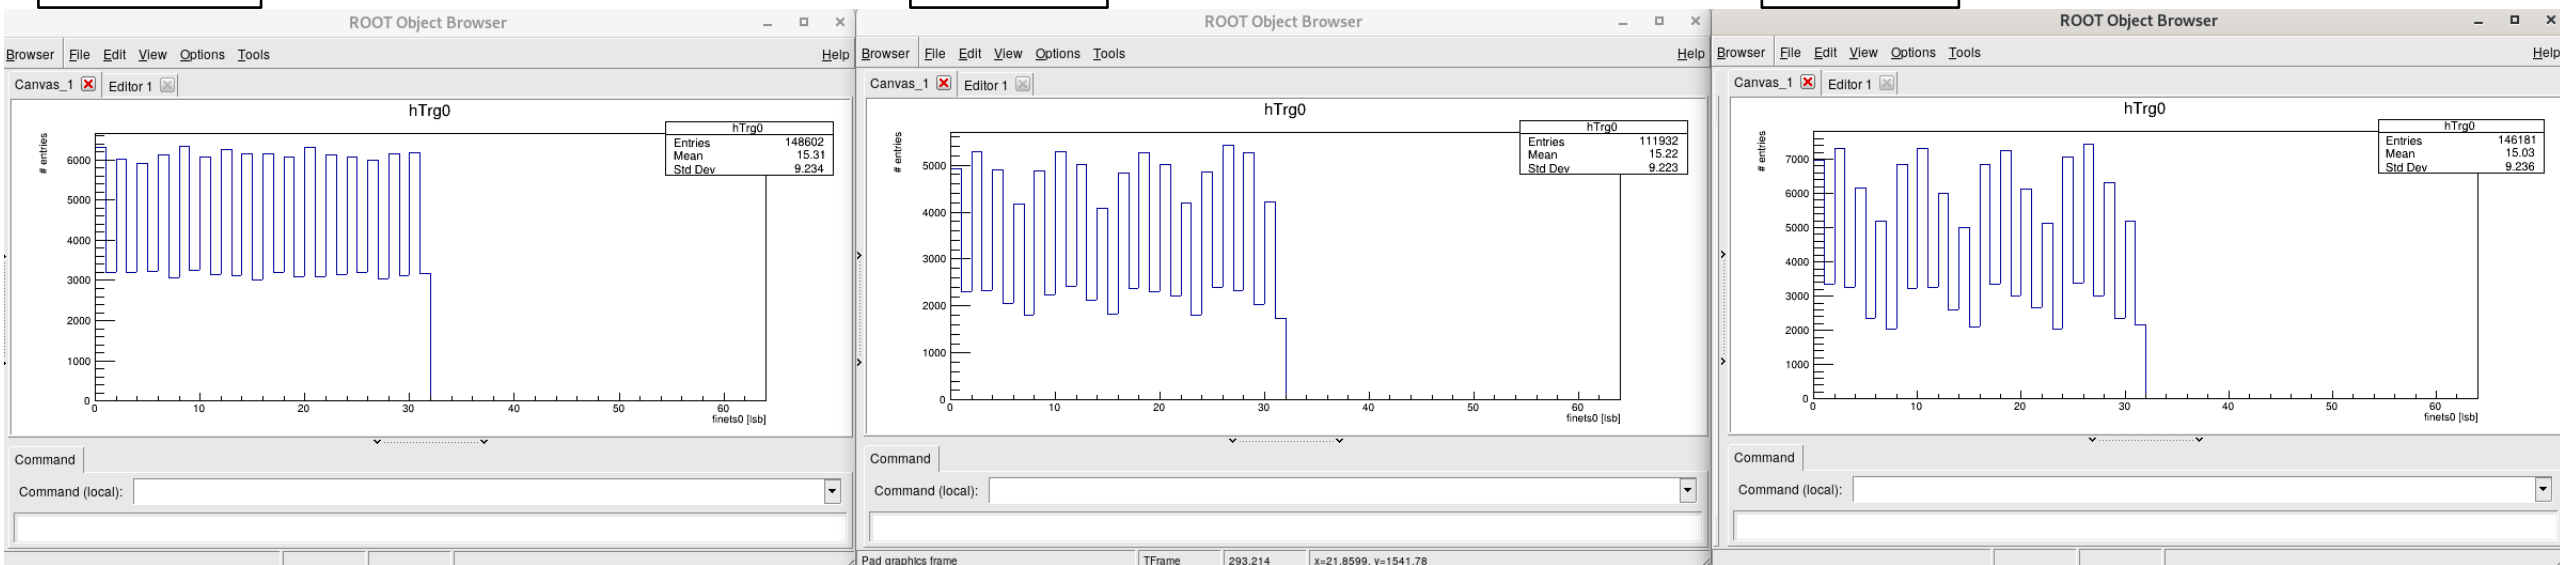 ROOT Object Browser
Browser File Edit View Options Tools Help
Canvas_1 Editor 1
hTrg0
# entries
hTrg0
Entries 148602
Mean 15.31
Std Dev 9.234
6000
5000
4000
3000
2000
1000
0
0 10 20 30 40 50 60
finets0 [lsb]
Command
Command (local):
ROOT Object Browser
Browser File Edit View Options Tools Help
Canvas_1 Editor 1
hTrg0
# entries
hTrg0
Entries 111932
Mean 15.22
Std Dev 9.223
5000
4000
3000
2000
1000
0
0 10 20 30 40 50 60
finets0 [lsb]
Command
Command (local):
Pad graphics frame TFrame 293,214 x=21.8599, y=1541.78
ROOT Object Browser
Browser File Edit View Options Tools Help
Canvas_1 Editor 1
hTrg0
# entries
hTrg0
Entries 146181
Mean 15.03
Std Dev 9.236
7000
6000
5000
4000
3000
2000
1000
0
0 10 20 30 40 50 60
finets0 [lsb]
Command
Command (local):